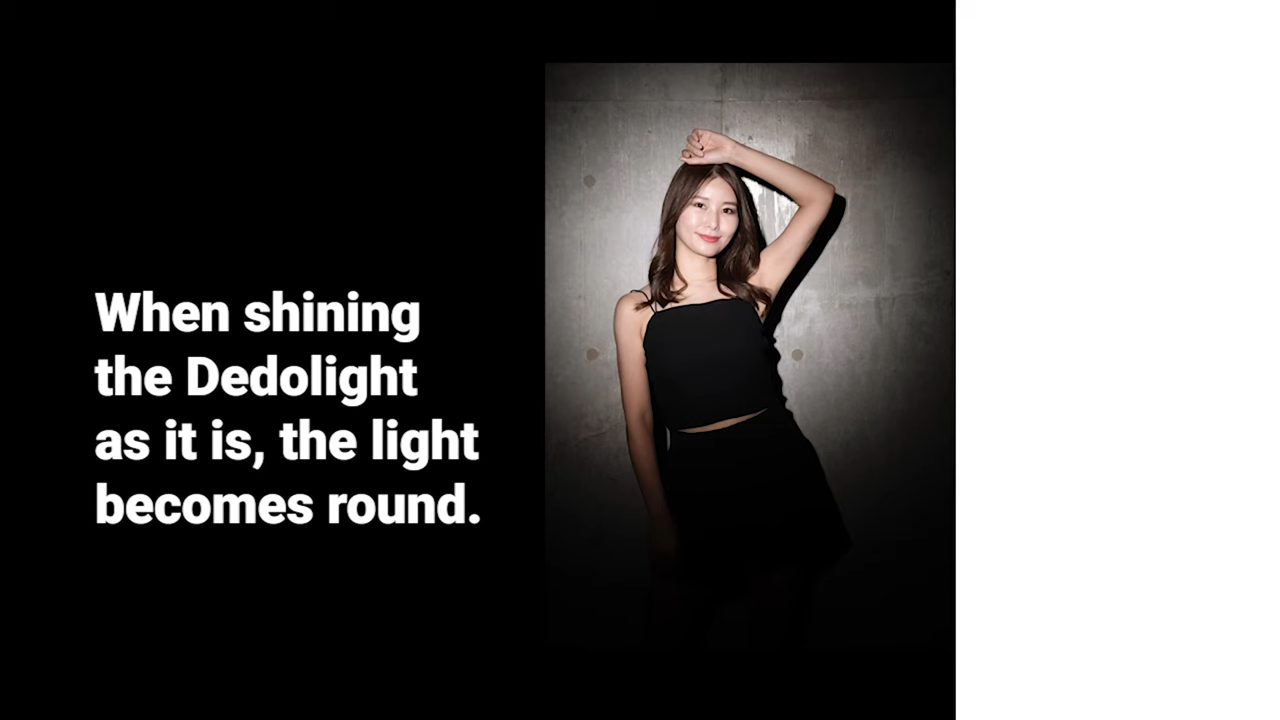 When shining
the Dedolight
as it is, the light
becomes round.